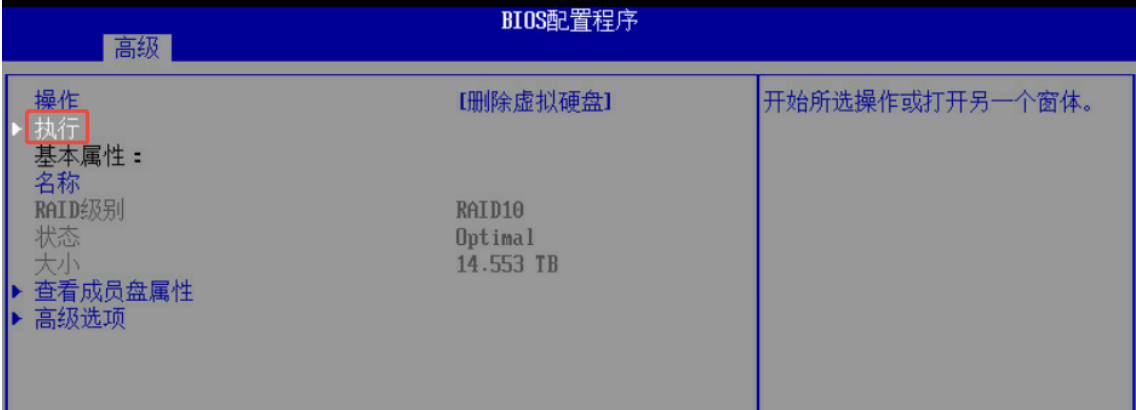 BIOS配置程序
高级
操作 [删除虚拟硬盘]
执行
基本属性：
名称
RAID级别 RAID10
状态 Optimal
大小 14.553 TB
查看成员盘属性
高级选项
开始所选操作或打开另一个窗体。